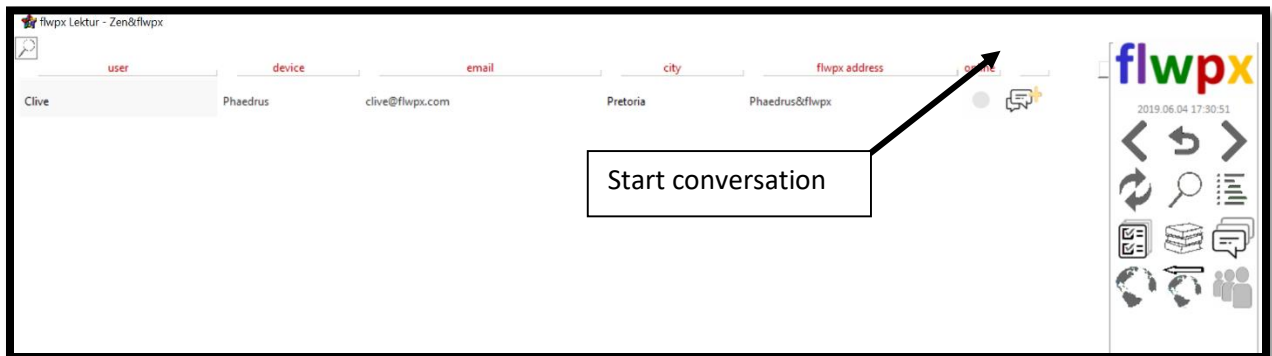 flwpx Lektur - Zen&flwpx
user device email city flwpx address
Clive Phaedrus clive@flwpx.com Pretoria Phaedrus&flwpx
Start conversation
flwpx
2019.06.04 17:30:51